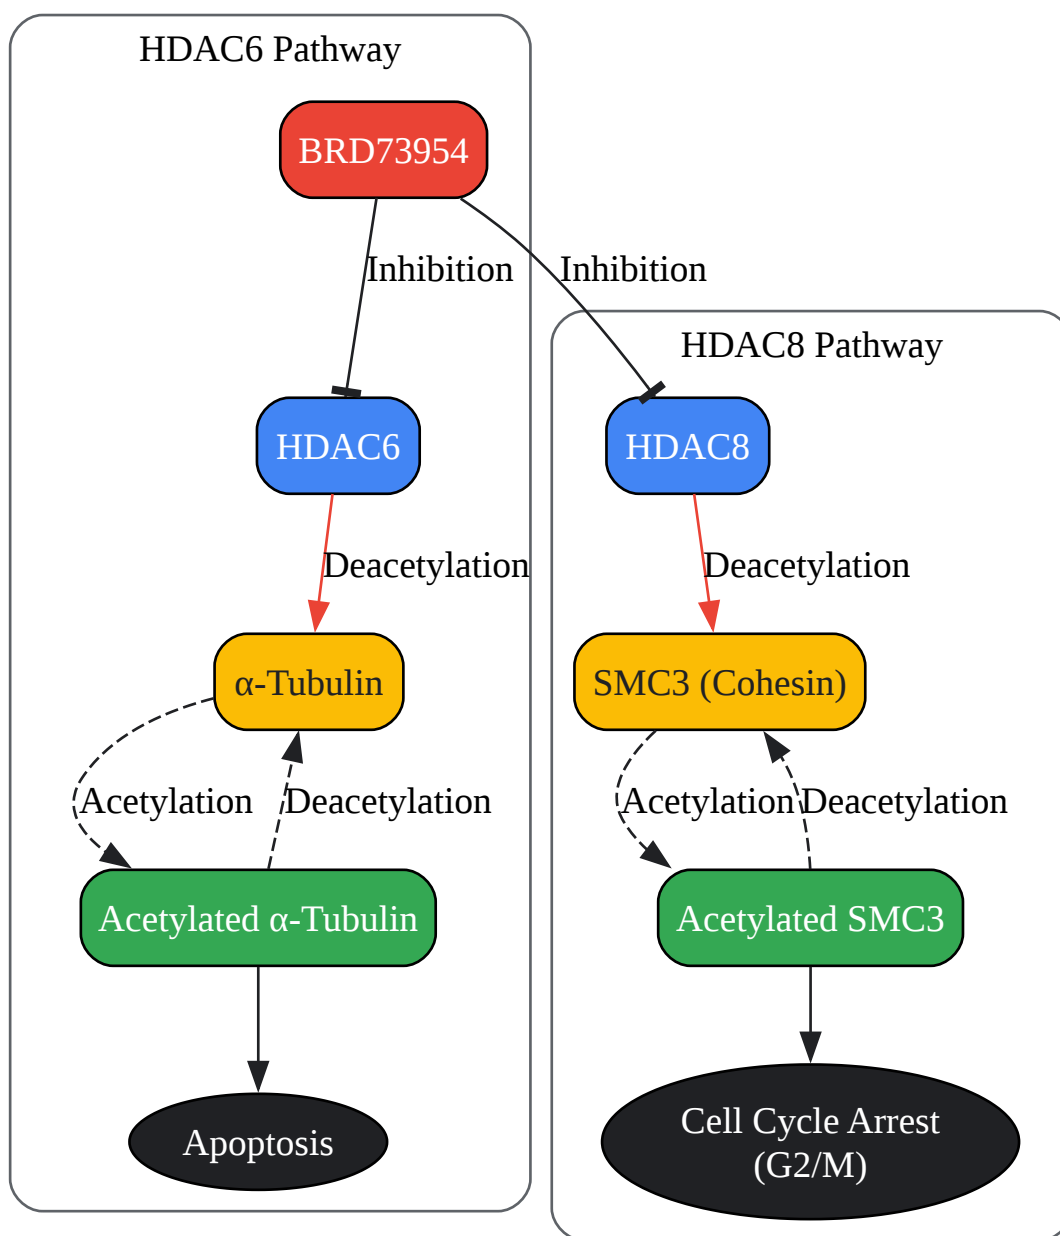 HDAC6 Pathway
BRD73954
Inhibition
Inhibition
HDAC8 Pathway
HDAC6
HDAC8
Deacetylation
Deacetylation
α-Tubulin
SMC3 (Cohesin)
Acetylation
Deacetylation
Acetylation
Deacetylation
Acetylated α-Tubulin
Acetylated SMC3
Apoptosis
Cell Cycle Arrest
(G2/M)